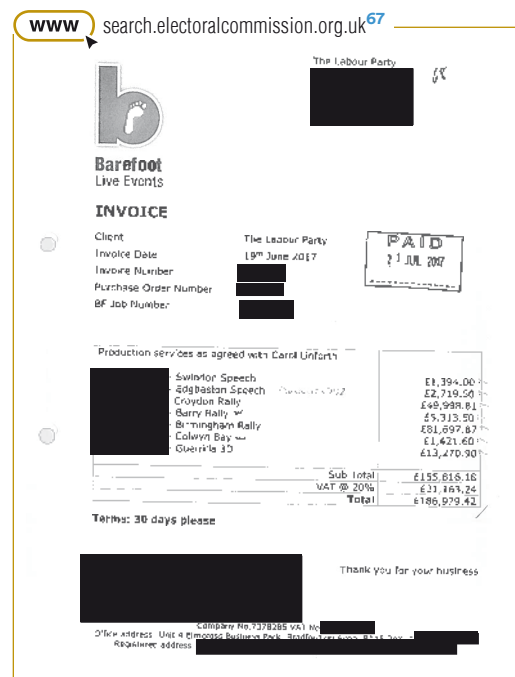 www search.electoralcommission.org.uk67
The Labour Party
b
Barefoot
Live Events
INVOICE
Client The Labour Party
Invoice Date 19th June 2017
Invoice Number
Purchase Order Number
BF Job Number
PAID
21 JUL 2017
Production services as agreed with Carol Linforth
- Swindon Speech £1,394.00
- Edgbaston Speech £2,719.50
Croydon Rally £49,998.81
- Barry Rally £5,313.50
- Birmingham Rally £81,697.87
- Colwyn Bay £1,421.60
- Guerrilla 3D £13,270.90
Sub Total £155,816.18
VAT @ 20% £31,163.24
Total £186,979.42
Terms: 30 days please
Thank you for your business
Company No.7378285 VAT No
Office address Unit 4 Business Park,
Registered address